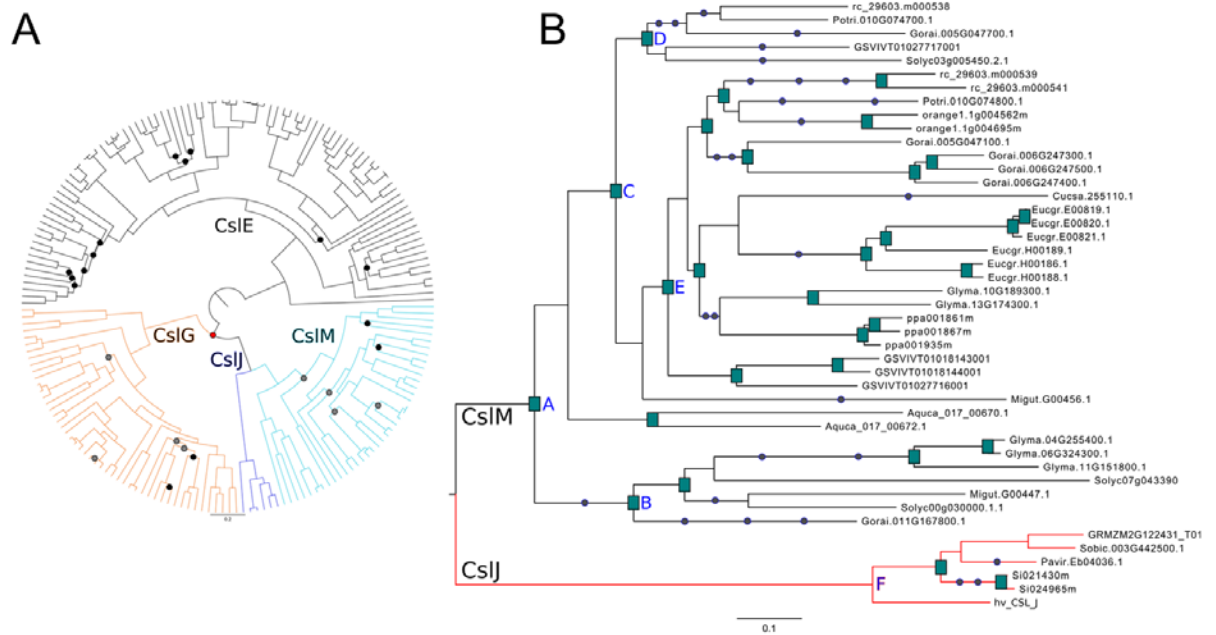 A
B
CslE
CslG
CslJ
CslM
0.2
rc_29603.m000538
Potri.010G074700.1
Gorai.005G047700.1
D
GSVIVT01027717001
Solyc03g005450.2.1
rc_29603.m000539
rc_29603.m000541
Potri.010G074800.1
orange1.1g004562m
orange1.1g004695m
Gorai.005G047100.1
Gorai.006G247300.1
Gorai.006G247500.1
Gorai.006G247400.1
C
Cucsa.255110.1
Eucgr.E00819.1
Eucgr.E00820.1
Eucgr.E00821.1
Eucgr.H00189.1
Eucgr.H00186.1
Eucgr.H00188.1
E
Glyma.10G189300.1
Glyma.13G174300.1
ppa001861m
ppa001867m
ppa001935m
GSVIVT01018143001
GSVIVT01018144001
GSVIVT01027716001
Migut.G00456.1
A
CslM
Aquca_017_00670.1
Aquca_017_00672.1
Glyma.04G255400.1
Glyma.06G324300.1
Glyma.11G151800.1
Solyc07g043390
Migut.G00447.1
B
Solyc00g030000.1.1
Gorai.011G167800.1
GRMZM2G122431_T01
Sobic.003G442500.1
Pavir.Eb04036.1
CslJ
F
Si021430m
Si024965m
hv_CSL_J
0.1